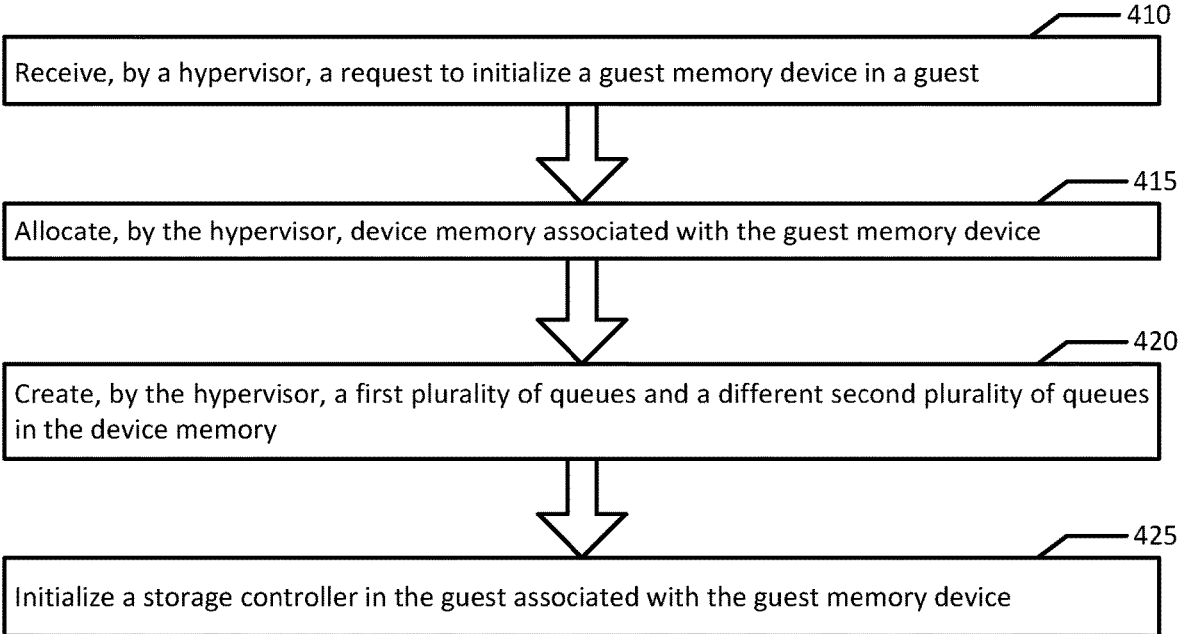 410
Receive, by a hypervisor, a request to initialize a guest memory device in a guest
415
Allocate, by the hypervisor, device memory associated with the guest memory device
420
Create, by the hypervisor, a first plurality of queues and a different second plurality of queues
in the device memory
425
Initialize a storage controller in the guest associated with the guest memory device